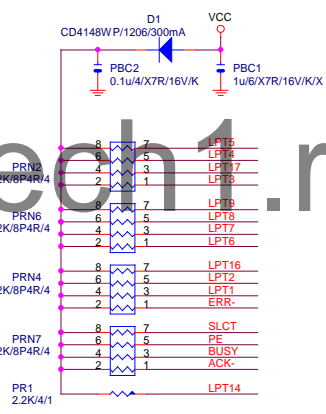 D1
VCC
CD4148WP/1206/300mA
PBC2
0.1u/4/X7R/16V/K
PBC1
1u/6/X7R/16V/K/X
8 7 LPT5
6 5 LPT4
PRN2 4 3 LPT17
2K/8P4R/4 2 1 LPT3
8 7 LPT9
PRN6 6 5 LPT8
4 3 LPT7
2K/8P4R/4 2 1 LPT6
8 7 LPT16
PRN4 6 5 LPT2
4 3 LPT1
2K/8P4R/4 2 1 ERR-
8 7 SLCT
PRN7 6 5 PE
2K/8P4R/4 4 3 BUSY
2 1 ACK-
PR1 LPT14
2.2K/4/1
ech1.r